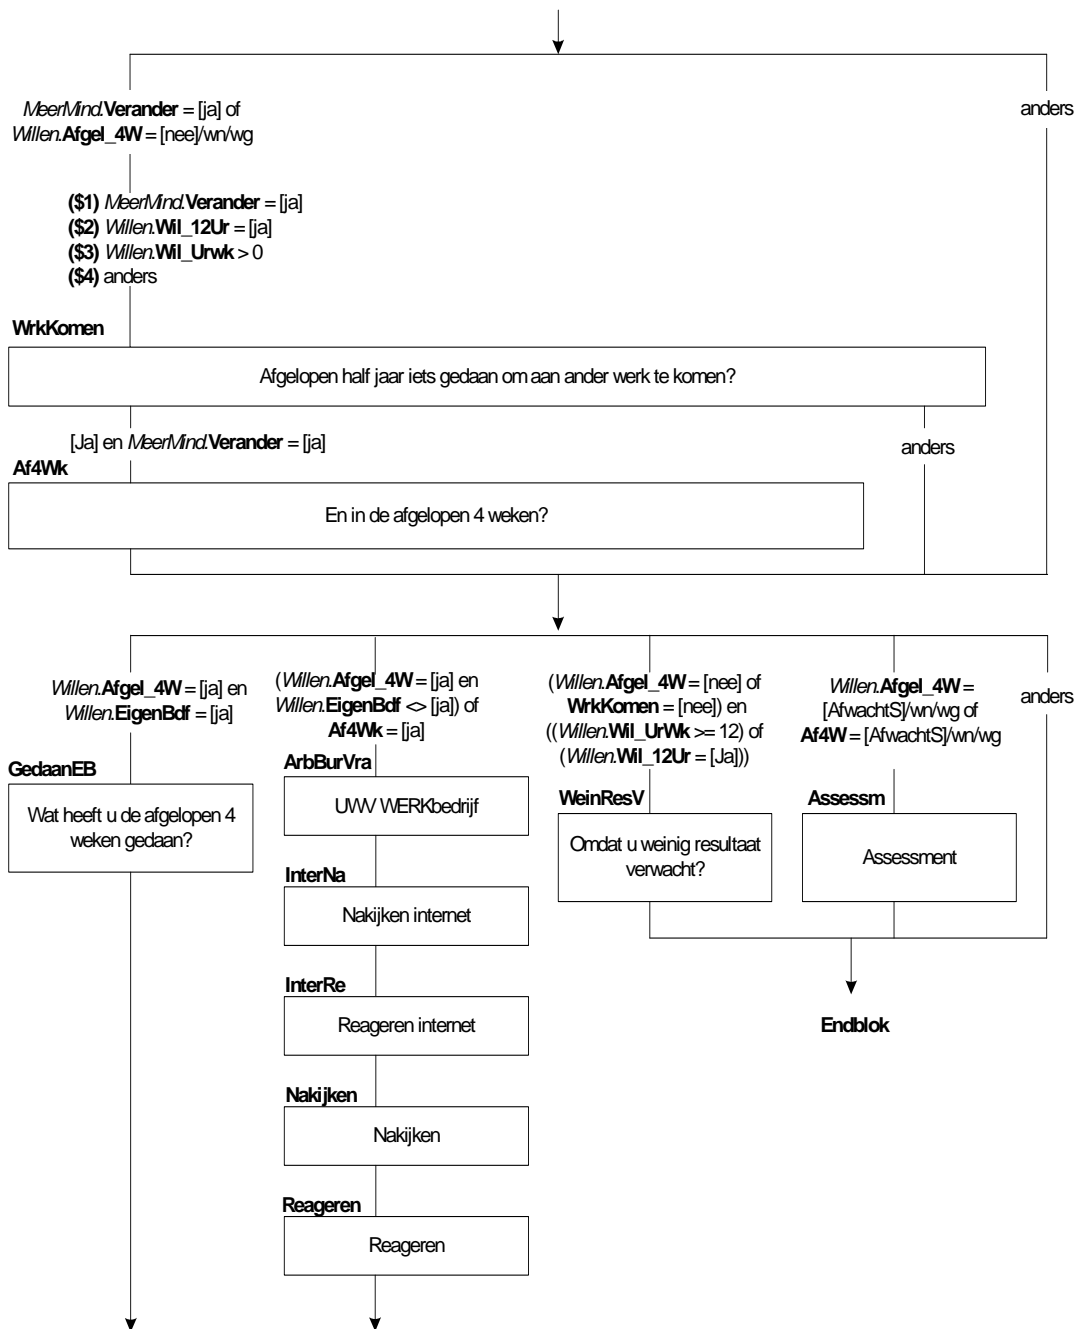 MeerMind.Verander = [ja] of
Willen.Afgel_4W = [nee]/wn/wg
anders
($1) MeerMind.Verander = [ja]
($2) Willen.Wil_12Ur = [ja]
($3) Willen.Wil_Urwk > 0
($4) anders
WrkKomen
Afgelopen half jaar iets gedaan om aan ander werk te komen?
[Ja] en MeerMind.Verander = [ja]
anders
Af4Wk
En in de afgelopen 4 weken?
Willen.Afgel_4W = [ja] en
Willen.EigenBdf = [ja]
GedaanEB
Wat heeft u de afgelopen 4
weken gedaan?
(Willen.Afgel_4W = [ja] en
Willen.EigenBdf <> [ja]) of
Af4Wk = [ja]
ArbBurVra
UWV WERKbedrijf
InterNa
Nakijken internet
InterRe
Reageren internet
Nakijken
Nakijken
Reageren
Reageren
(Willen.Afgel_4W = [nee] of
WrkKomen = [nee]) en
((Willen.Wil_UrWk >= 12) of
(Willen.Wil_12Ur = [Ja]))
WeinResV
Omdat u weinig resultaat
verwacht?
Willen.Afgel_4W =
[AfwachtS]/wn/wg of
Af4W = [AfwachtS]/wn/wg
Assessm
Assessment
anders
Endblok